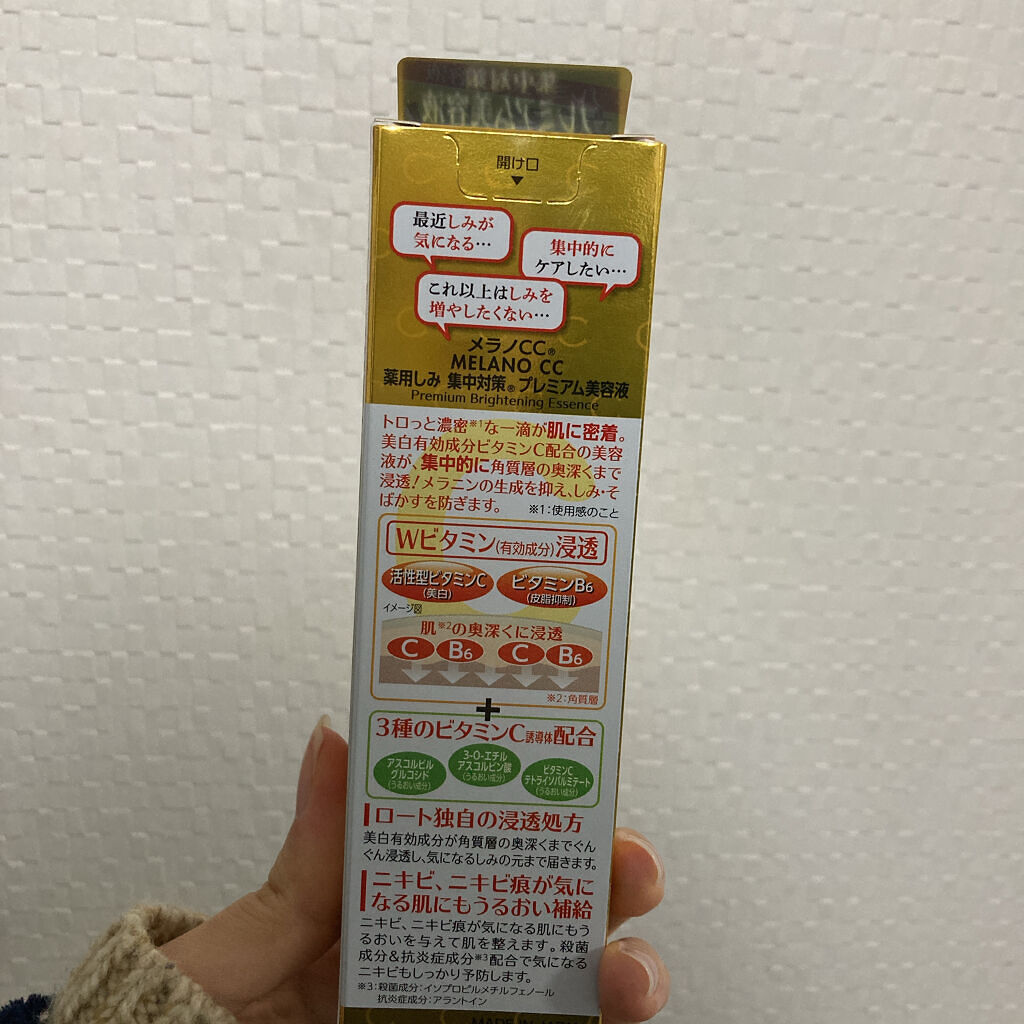 集中対策
プレミアム美容液
開け口
▼
最近しみが
気になる…
集中的に
ケアしたい…
これ以上はしみを
増やしたくない…
メラノCC®
MELANO CC
薬用しみ 集中対策® プレミアム美容液
Premium Brightening Essence
トロっと濃密※1な一滴が肌に密着。
美白有効成分ビタミンC配合の美容
液が、集中的に角質層の奥深くまで
浸透!メラニンの生成を抑え、しみ・そ
ばかすを防ぎます。 ※1:使用感のこと
Wビタミン(有効成分)浸透
活性型ビタミンC
(美白)
ビタミンB6
(皮脂抑制)
イメージ図
肌※2の奥深くに浸透
C B6 C B6
※2:角質層
+
3種のビタミンC誘導体配合
アスコルビル
グルコシド
(うるおい成分)
3-O-エチル
アスコルビン酸
(うるおい成分)
ビタミンC
テトライソパルミテート
(うるおい成分)
ロート独自の浸透処方
美白有効成分が角質層の奥深くまでぐん
ぐん浸透し、気になるしみの元まで届きます。
ニキビ、ニキビ痕が気に
なる肌にもうるおい補給
ニキビ、ニキビ痕が気になる肌にもう
るおいを与えて肌を整えます。殺菌
成分&抗炎症成分※3配合で気になる
ニキビもしっかり予防します。
※3:殺菌成分:イソプロピルメチルフェノール
抗炎症成分:アラントイン
MADE IN JAPAN